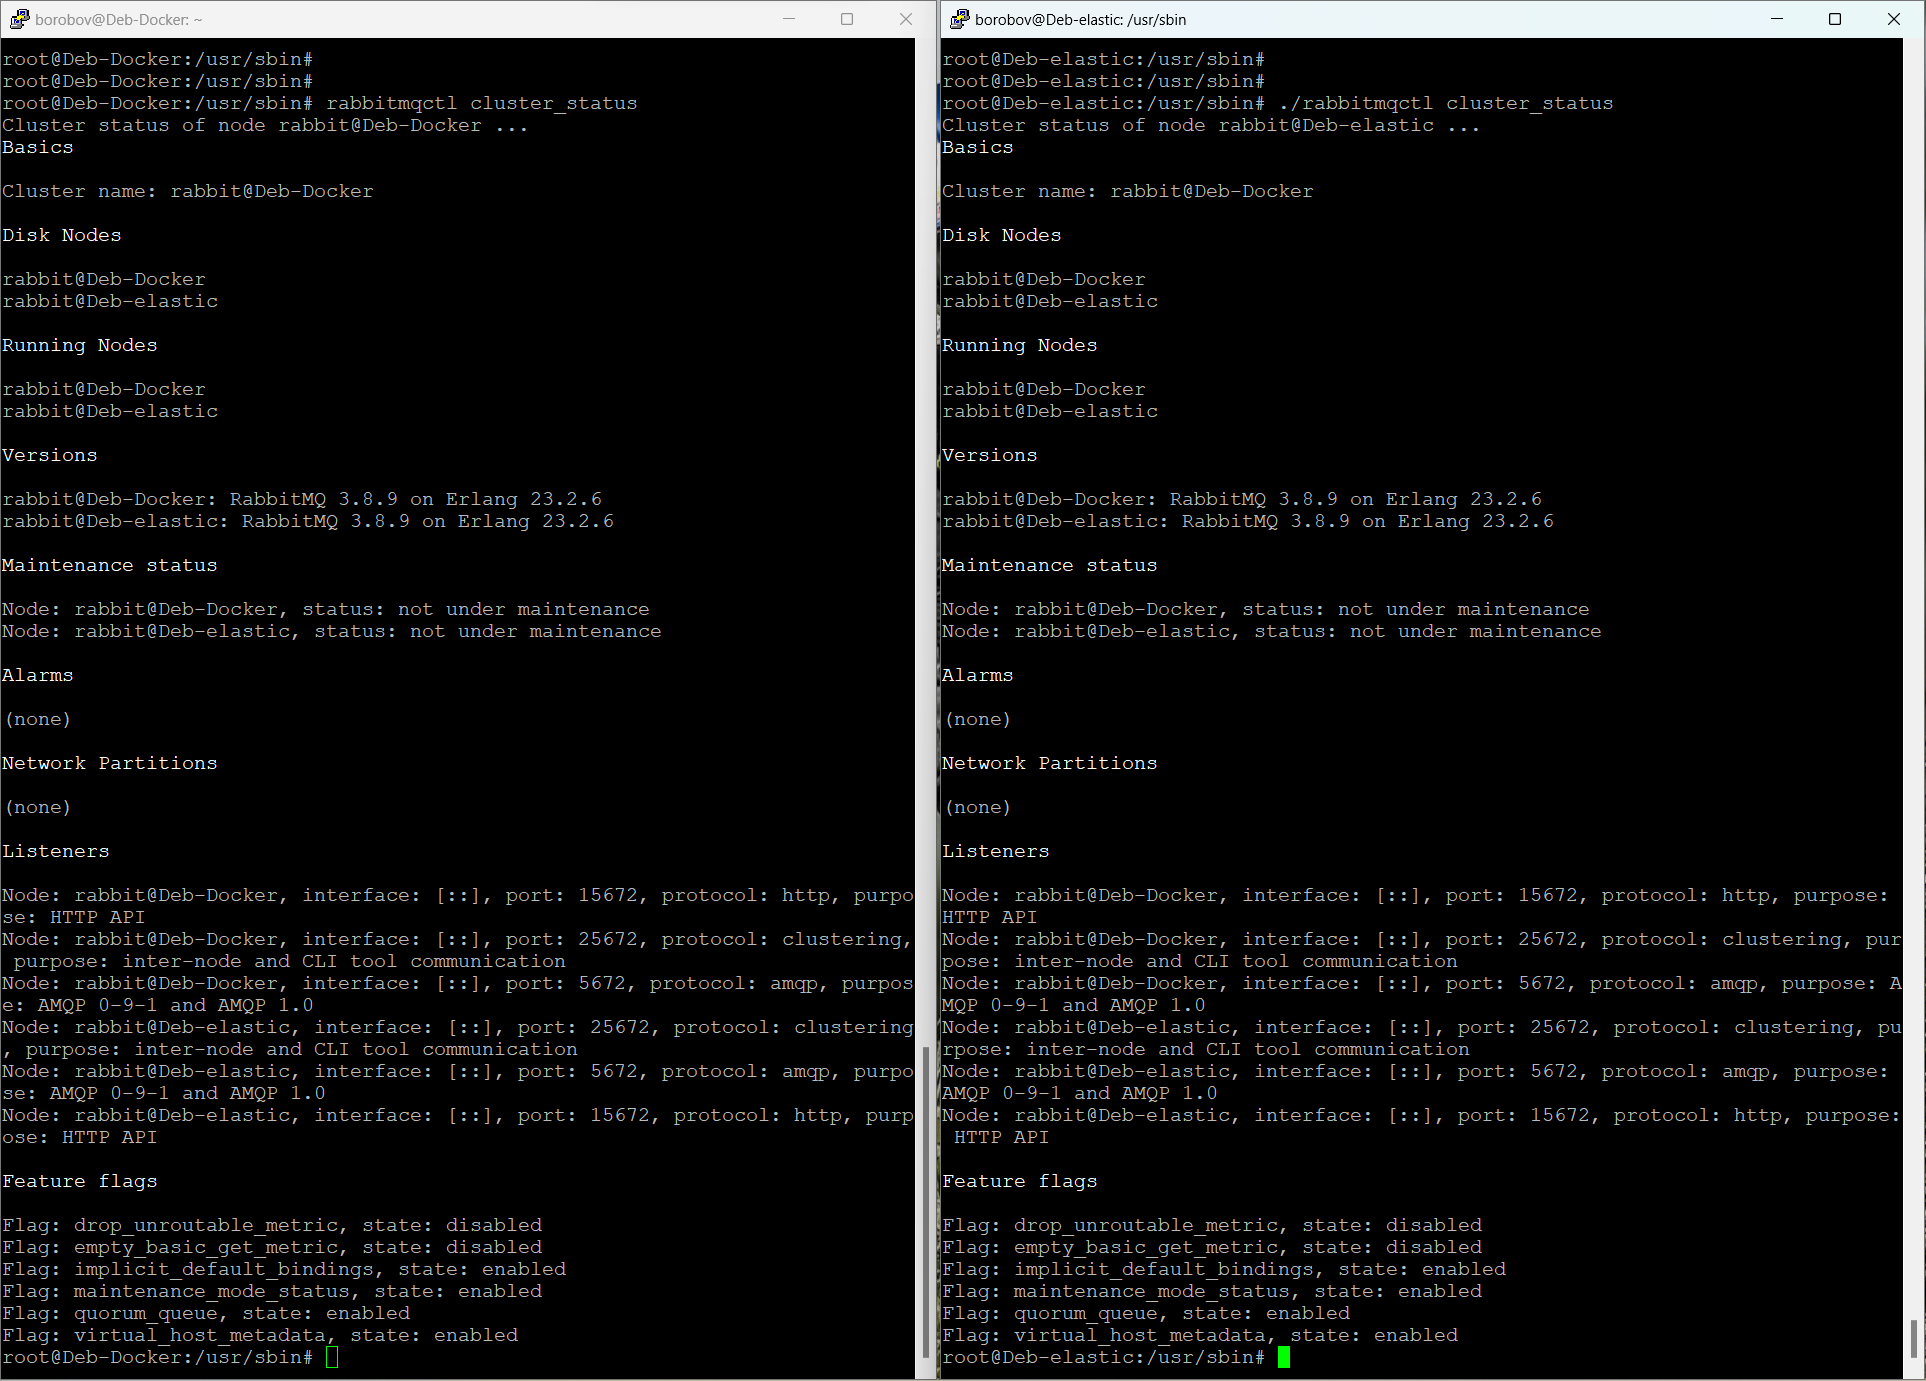 borobov@Deb-Docker: ~
root@Deb-Docker:/usr/sbin#
root@Deb-Docker:/usr/sbin#
root@Deb-Docker:/usr/sbin# rabbitmqctl cluster_status
Cluster status of node rabbit@Deb-Docker ...
Basics
Cluster name: rabbit@Deb-Docker
Disk Nodes
rabbit@Deb-Docker
rabbit@Deb-elastic
Running Nodes
rabbit@Deb-Docker
rabbit@Deb-elastic
Versions
rabbit@Deb-Docker: RabbitMQ 3.8.9 on Erlang 23.2.6
rabbit@Deb-elastic: RabbitMQ 3.8.9 on Erlang 23.2.6
Maintenance status
Node: rabbit@Deb-Docker, status: not under maintenance
Node: rabbit@Deb-elastic, status: not under maintenance
Alarms
(none)
Network Partitions
(none)
Listeners
Node: rabbit@Deb-Docker, interface: [::], port: 15672, protocol: http, purpo
se: HTTP API
Node: rabbit@Deb-Docker, interface: [::], port: 25672, protocol: clustering,
 purpose: inter-node and CLI tool communication
Node: rabbit@Deb-Docker, interface: [::], port: 5672, protocol: amqp, purpos
e: AMQP 0-9-1 and AMQP 1.0
Node: rabbit@Deb-elastic, interface: [::], port: 25672, protocol: clustering
, purpose: inter-node and CLI tool communication
Node: rabbit@Deb-elastic, interface: [::], port: 5672, protocol: amqp, purpo
se: AMQP 0-9-1 and AMQP 1.0
Node: rabbit@Deb-elastic, interface: [::], port: 15672, protocol: http, purp
ose: HTTP API
Feature flags
Flag: drop_unroutable_metric, state: disabled
Flag: empty_basic_get_metric, state: disabled
Flag: implicit_default_bindings, state: enabled
Flag: maintenance_mode_status, state: enabled
Flag: quorum_queue, state: enabled
Flag: virtual_host_metadata, state: enabled
root@Deb-Docker:/usr/sbin#
borobov@Deb-elastic: /usr/sbin
root@Deb-elastic:/usr/sbin#
root@Deb-elastic:/usr/sbin#
root@Deb-elastic:/usr/sbin# ./rabbitmqctl cluster_status
Cluster status of node rabbit@Deb-elastic ...
Basics
Cluster name: rabbit@Deb-Docker
Disk Nodes
rabbit@Deb-Docker
rabbit@Deb-elastic
Running Nodes
rabbit@Deb-Docker
rabbit@Deb-elastic
Versions
rabbit@Deb-Docker: RabbitMQ 3.8.9 on Erlang 23.2.6
rabbit@Deb-elastic: RabbitMQ 3.8.9 on Erlang 23.2.6
Maintenance status
Node: rabbit@Deb-Docker, status: not under maintenance
Node: rabbit@Deb-elastic, status: not under maintenance
Alarms
(none)
Network Partitions
(none)
Listeners
Node: rabbit@Deb-Docker, interface: [::], port: 15672, protocol: http, purpose:
HTTP API
Node: rabbit@Deb-Docker, interface: [::], port: 25672, protocol: clustering, pur
pose: inter-node and CLI tool communication
Node: rabbit@Deb-Docker, interface: [::], port: 5672, protocol: amqp, purpose: A
MQP 0-9-1 and AMQP 1.0
Node: rabbit@Deb-elastic, interface: [::], port: 25672, protocol: clustering, pu
rpose: inter-node and CLI tool communication
Node: rabbit@Deb-elastic, interface: [::], port: 5672, protocol: amqp, purpose:
AMQP 0-9-1 and AMQP 1.0
Node: rabbit@Deb-elastic, interface: [::], port: 15672, protocol: http, purpose:
 HTTP API
Feature flags
Flag: drop_unroutable_metric, state: disabled
Flag: empty_basic_get_metric, state: disabled
Flag: implicit_default_bindings, state: enabled
Flag: maintenance_mode_status, state: enabled
Flag: quorum_queue, state: enabled
Flag: virtual_host_metadata, state: enabled
root@Deb-elastic:/usr/sbin#